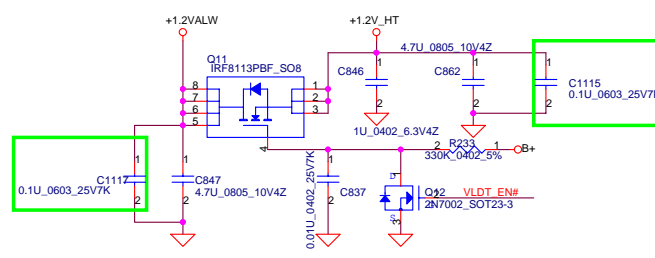 +1.2VALW
+1.2V_HT
Q11
IRF8113PBF_SO8
4.7U_0805_10V4Z
8
7
6
5
1
2
3
4
1
C846
2
1
C862
2
1
C1115
0.1U_0603_25V7K
2
1U_0402_6.3V4Z
R233
2
1
B+
330K_0402_5%
1
C1117
0.1U_0603_25V7K
2
1
C847
4.7U_0805_10V4Z
2
0.01U_0402_25V7K
1
C837
2
D
1
Q12
VLDT_EN#
2
2N7002_SOT23-3
S
3